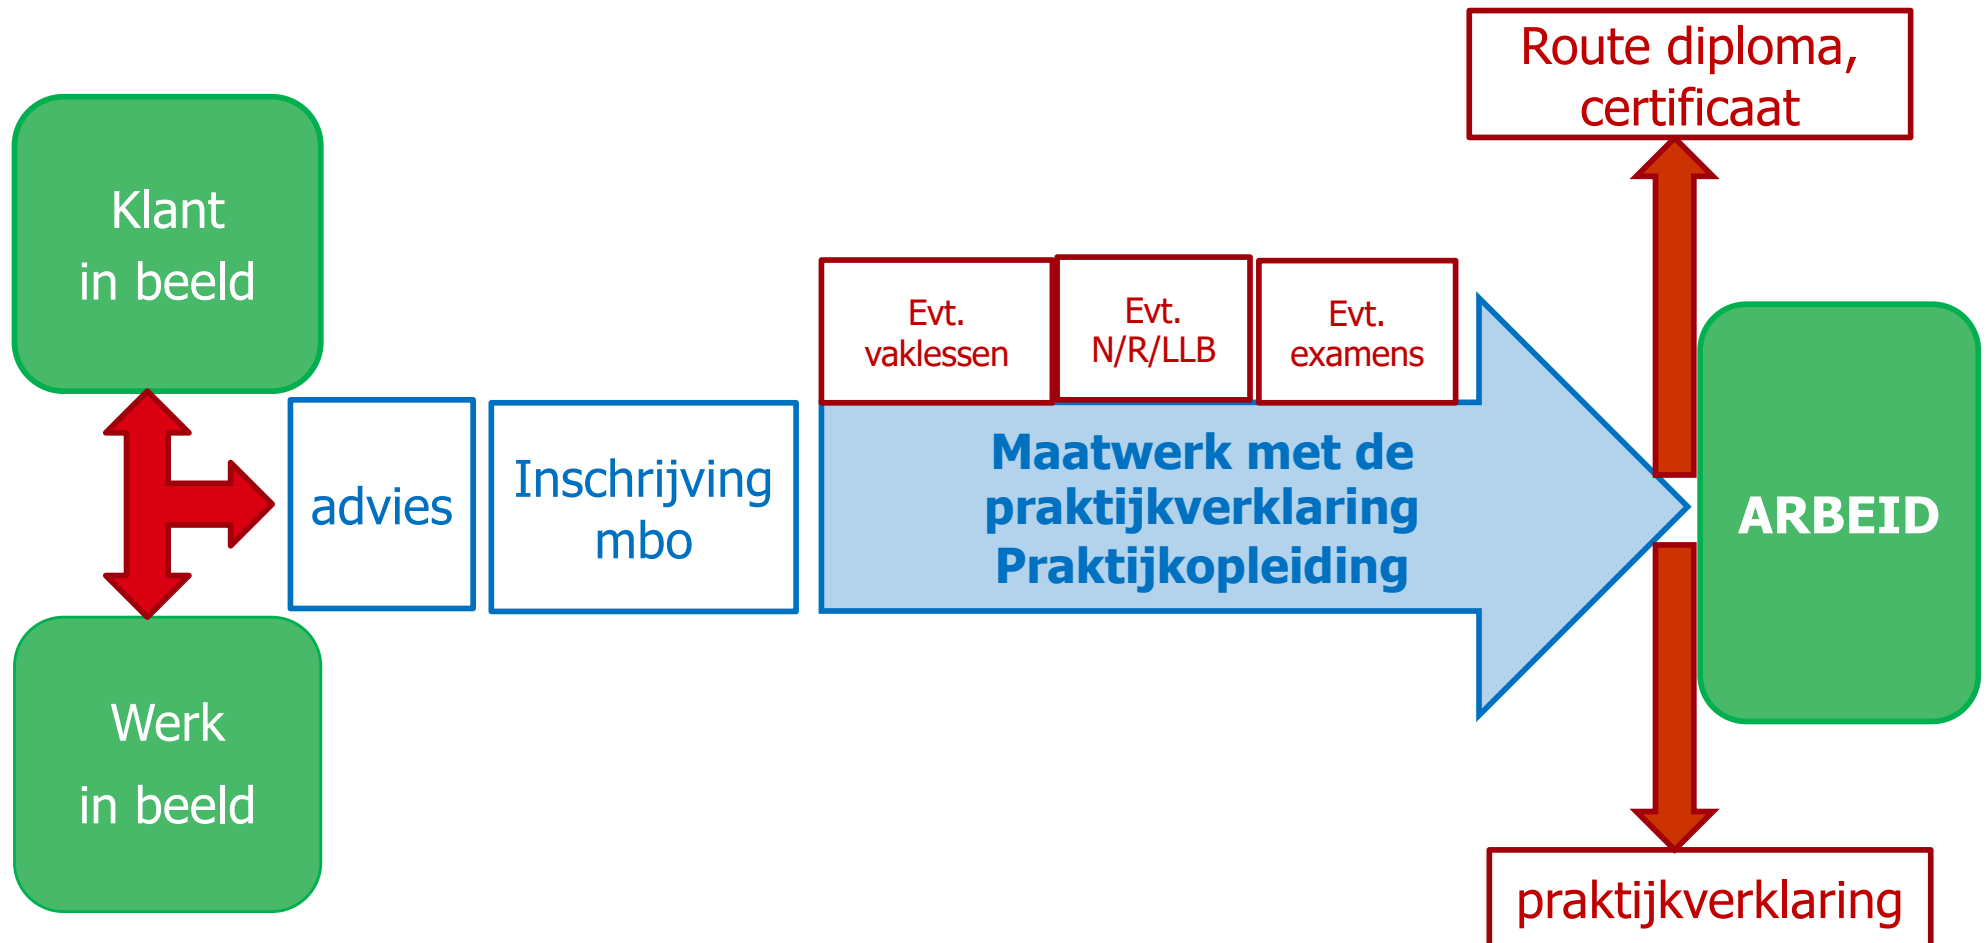 Route diploma,
certificaat
Klant
in beeld
Evt.
vaklessen
Evt.
N/R/LLB
Evt.
examens
advies
Inschrijving
mbo
Maatwerk met de
praktijkverklaring
Praktijkopleiding
ARBEID
Werk
in beeld
praktijkverklaring